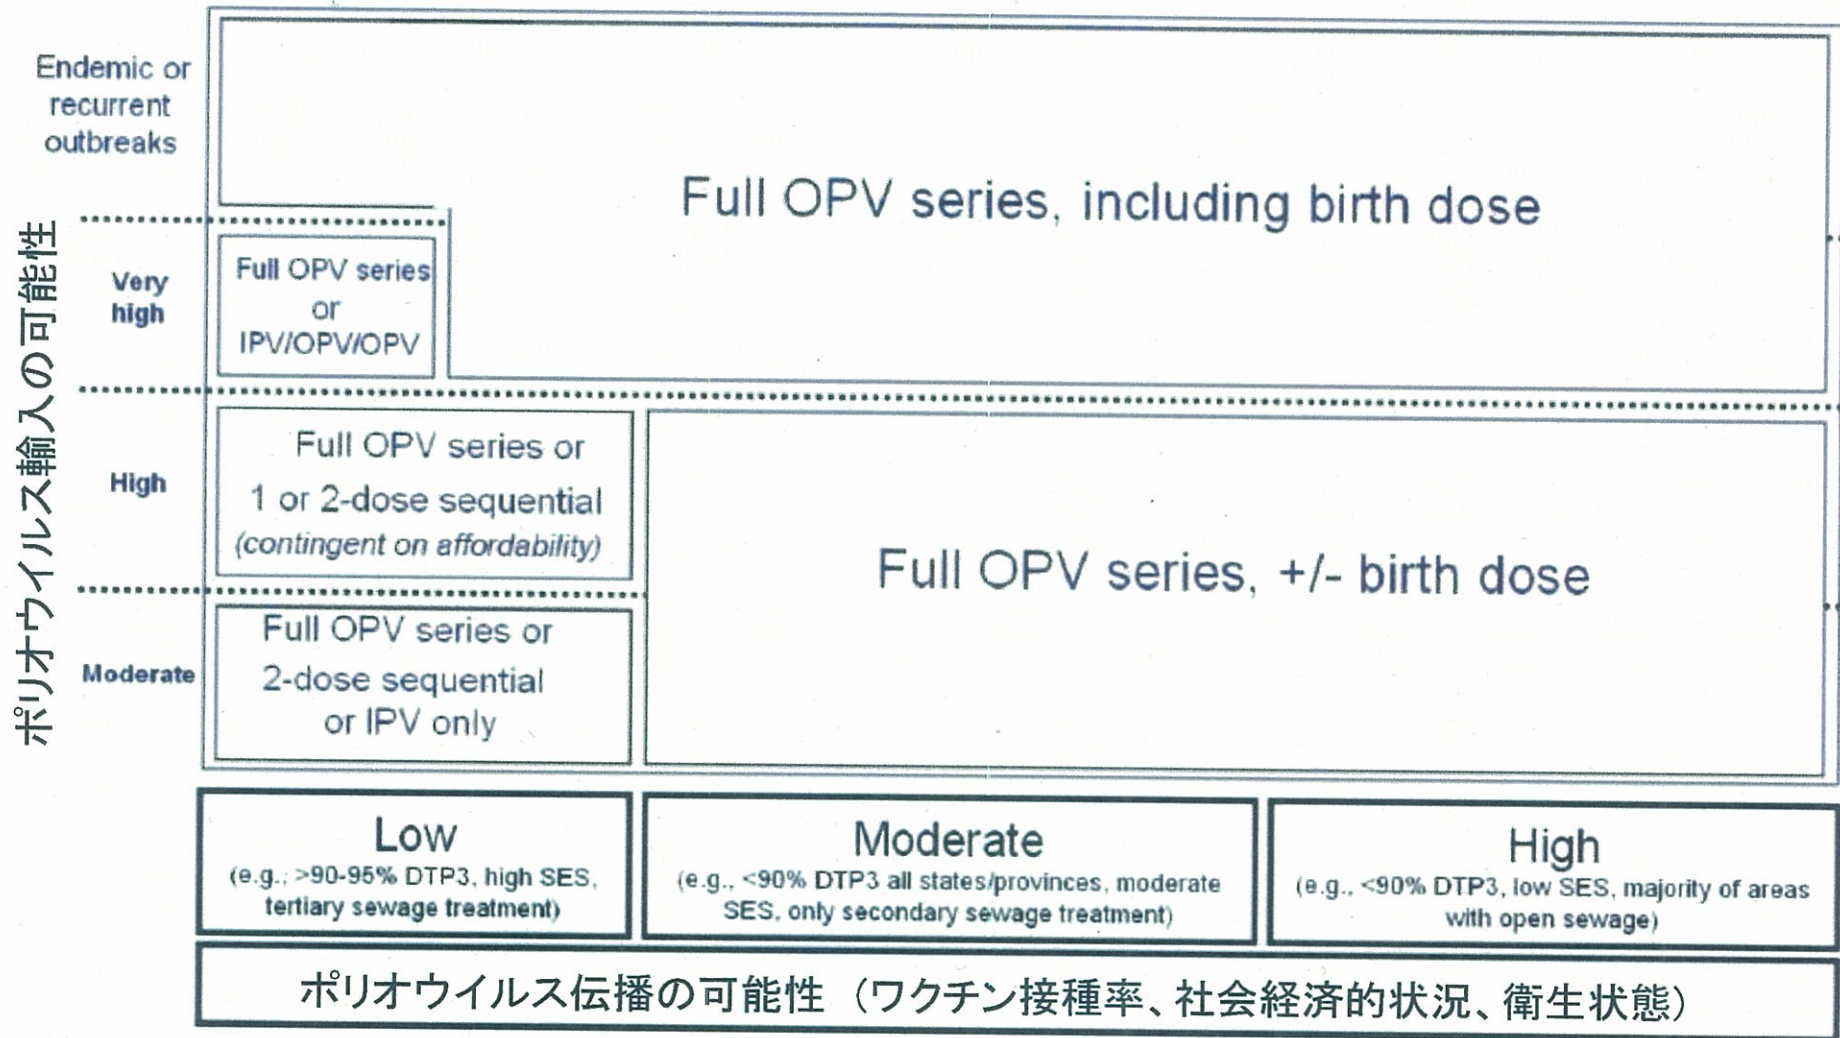 ポリオウイルス輸入の可能性
Endemic or
recurrent
outbreaks
Full OPV series, including birth dose
Very
high
Full OPV series
or
IPV/OPV/OPV
High
Full OPV series or
1 or 2-dose sequential
(contingent on affordability)
Full OPV series, +/- birth dose
Moderate
Full OPV series or
2-dose sequential
or IPV only
Low
(e.g.; >90-95% DTP3, high SES,
tertiary sewage treatment)
Moderate
(e.g., <90% DTP3 all states/provinces, moderate
SES, only secondary sewage treatment)
High
(e.g., <90% DTP3, low SES, majority of areas
with open sewage)
ポリオウイルス伝播の可能性（ワクチン接種率、社会経済的状況、衛生状態）